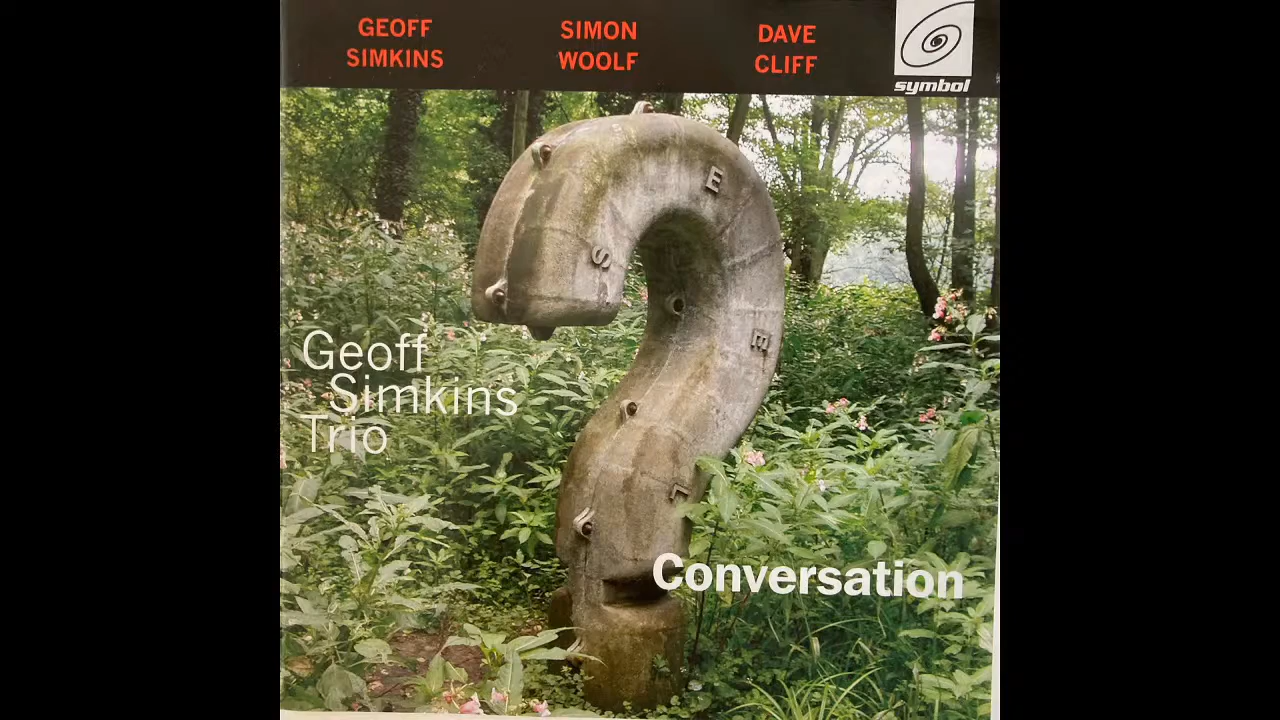 GEOFF
SIMKINS
SIMON
WOOLF
DAVE
CLIFF
symbol
S
E
E
L
Geoff
Simkins
Trio
Conversation